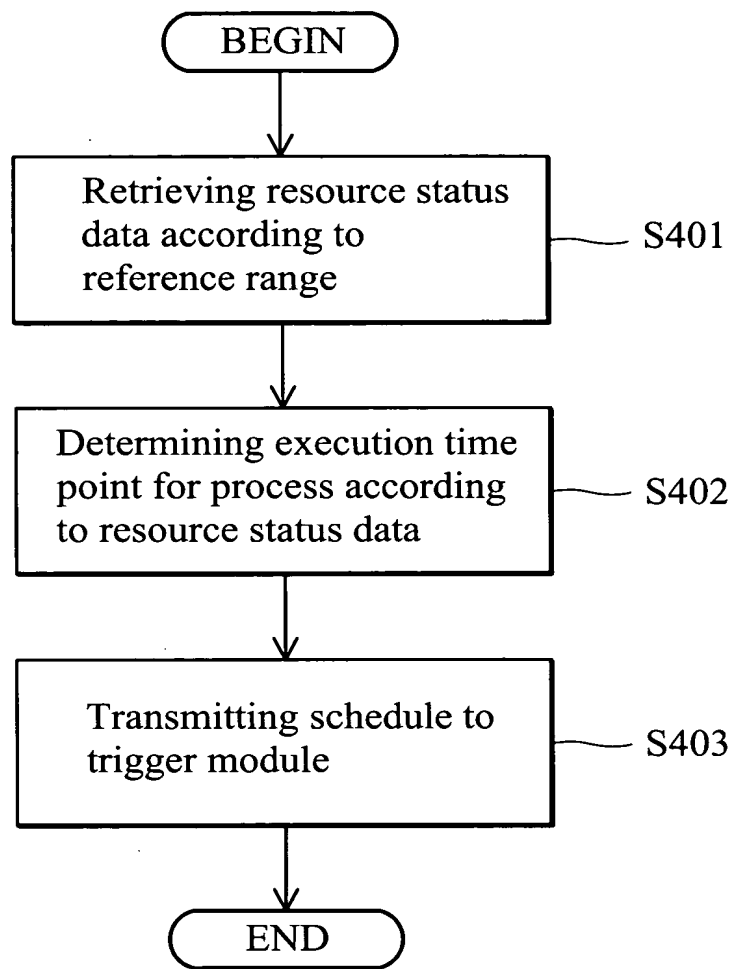 BEGIN
Retrieving resource status
data according to
reference range
S401
Determining execution time
point for process according
to resource status data
S402
Transmitting schedule to
trigger module
S403
END